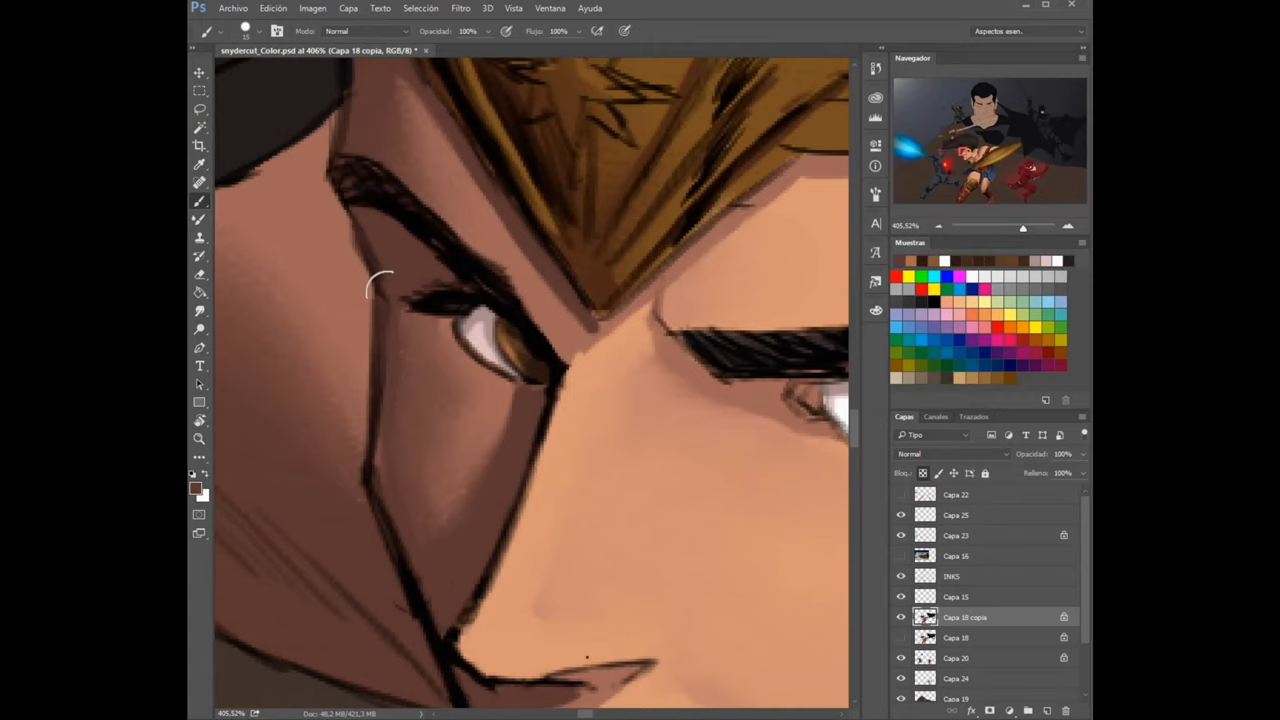 Ps Archivo Edición Imagen Capa Texto Selección Filtro 3D Vista Ventana Ayuda
15 Modo: Normal Opacidad: 100% Flujo: 100% Aspectos esen.
snydercut_Color.psd al 406% (Capa 18 copia, RGB/8) *
Navegador
405,52%
Muestras
Capas Canales Trazados
Tipo
Normal Opacidad: 100%
Bloq.: Relleno: 100%
Capa 22
Capa 25
Capa 23
Capa 16
INKS
Capa 15
Capa 18 copia
Capa 18
Capa 20
Capa 24
Capa 19
405,52% Doc: 48,2 MB/421,3 MB
fx